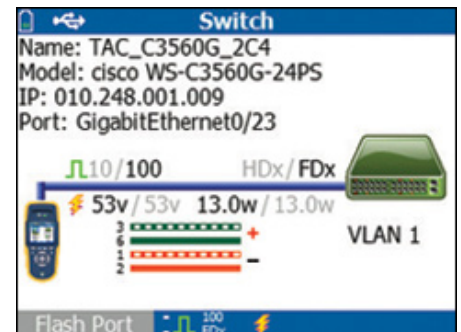 Switch
Name: TAC_C3560G_2C4
Model: cisco WS-C3560G-24PS
IP: 010.248.001.009
Port: GigabitEthernet0/23
10/100 HDx/FDx
53v/53v 13.0w/13.0w
3
6
+
1
2
-
VLAN 1
Flash Port
100
FDx